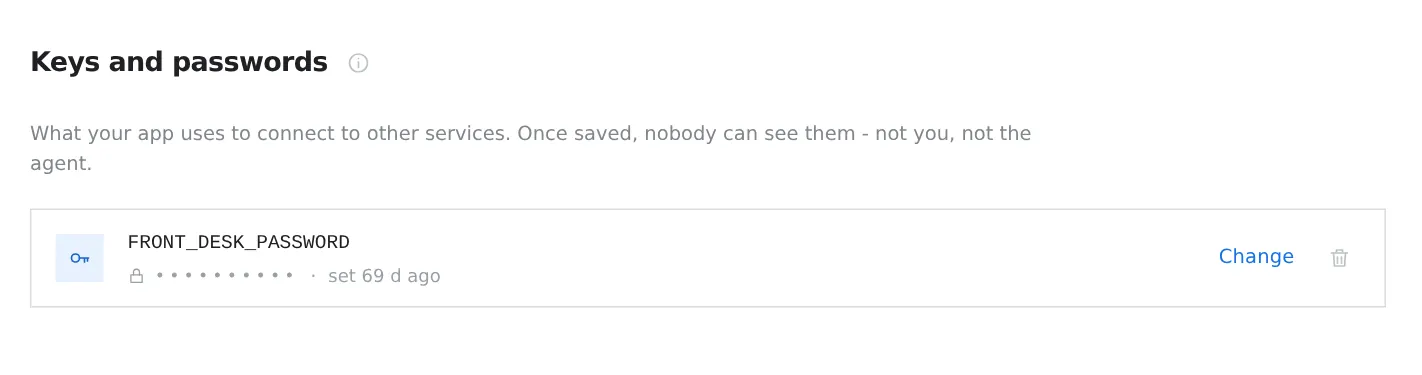 Keys and passwords
What your app uses to connect to other services. Once saved, nobody can see them - not you, not the
agent.
FRONT_DESK_PASSWORD
•••••••••• · set 69 d ago
Change